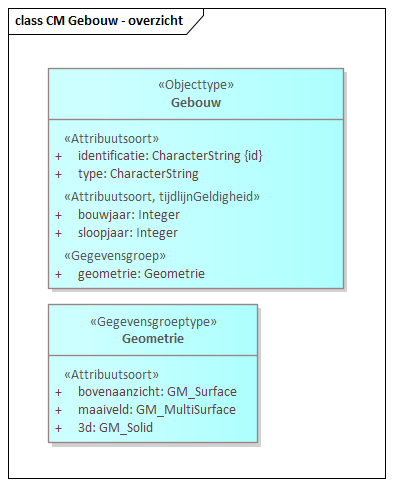 class CM Gebouw - overzicht
«Objecttype»
Gebouw
«Attribuutsoort»
+ identificatie: CharacterString {id}
+ type: CharacterString
«Attribuutsoort, tijdlijnGeldigheid»
+ bouwjaar: Integer
+ sloopjaar: Integer
«Gegevensgroep»
+ geometrie: Geometrie
«Gegevensgroeptype»
Geometrie
«Attribuutsoort»
+ bovenaanzicht: GM_Surface
+ maaiveld: GM_MultiSurface
+ 3d: GM_Solid